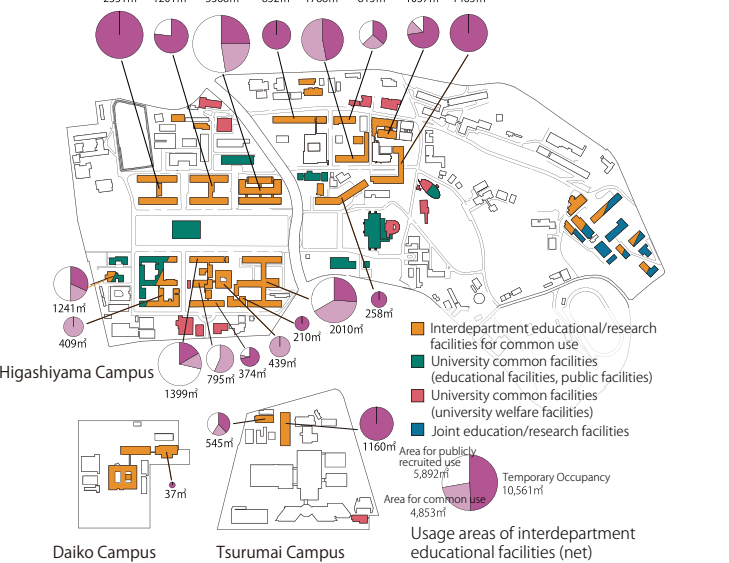 1241㎡
409㎡
1399㎡
795㎡
374㎡
439㎡
210㎡
2010㎡
258㎡
Higashiyama Campus
Interdepartment educational/research
facilities for common use
University common facilities
(educational facilities, public facilities)
University common facilities
(university welfare facilities)
Joint education/research facilities
37㎡
Daiko Campus
545㎡
1160㎡
Tsurumai Campus
Area for publicly
recruited use
5,892㎡
Temporary Occupancy
10,561㎡
Area for common use
4,853㎡
Usage areas of interdepartment
educational facilities (net)